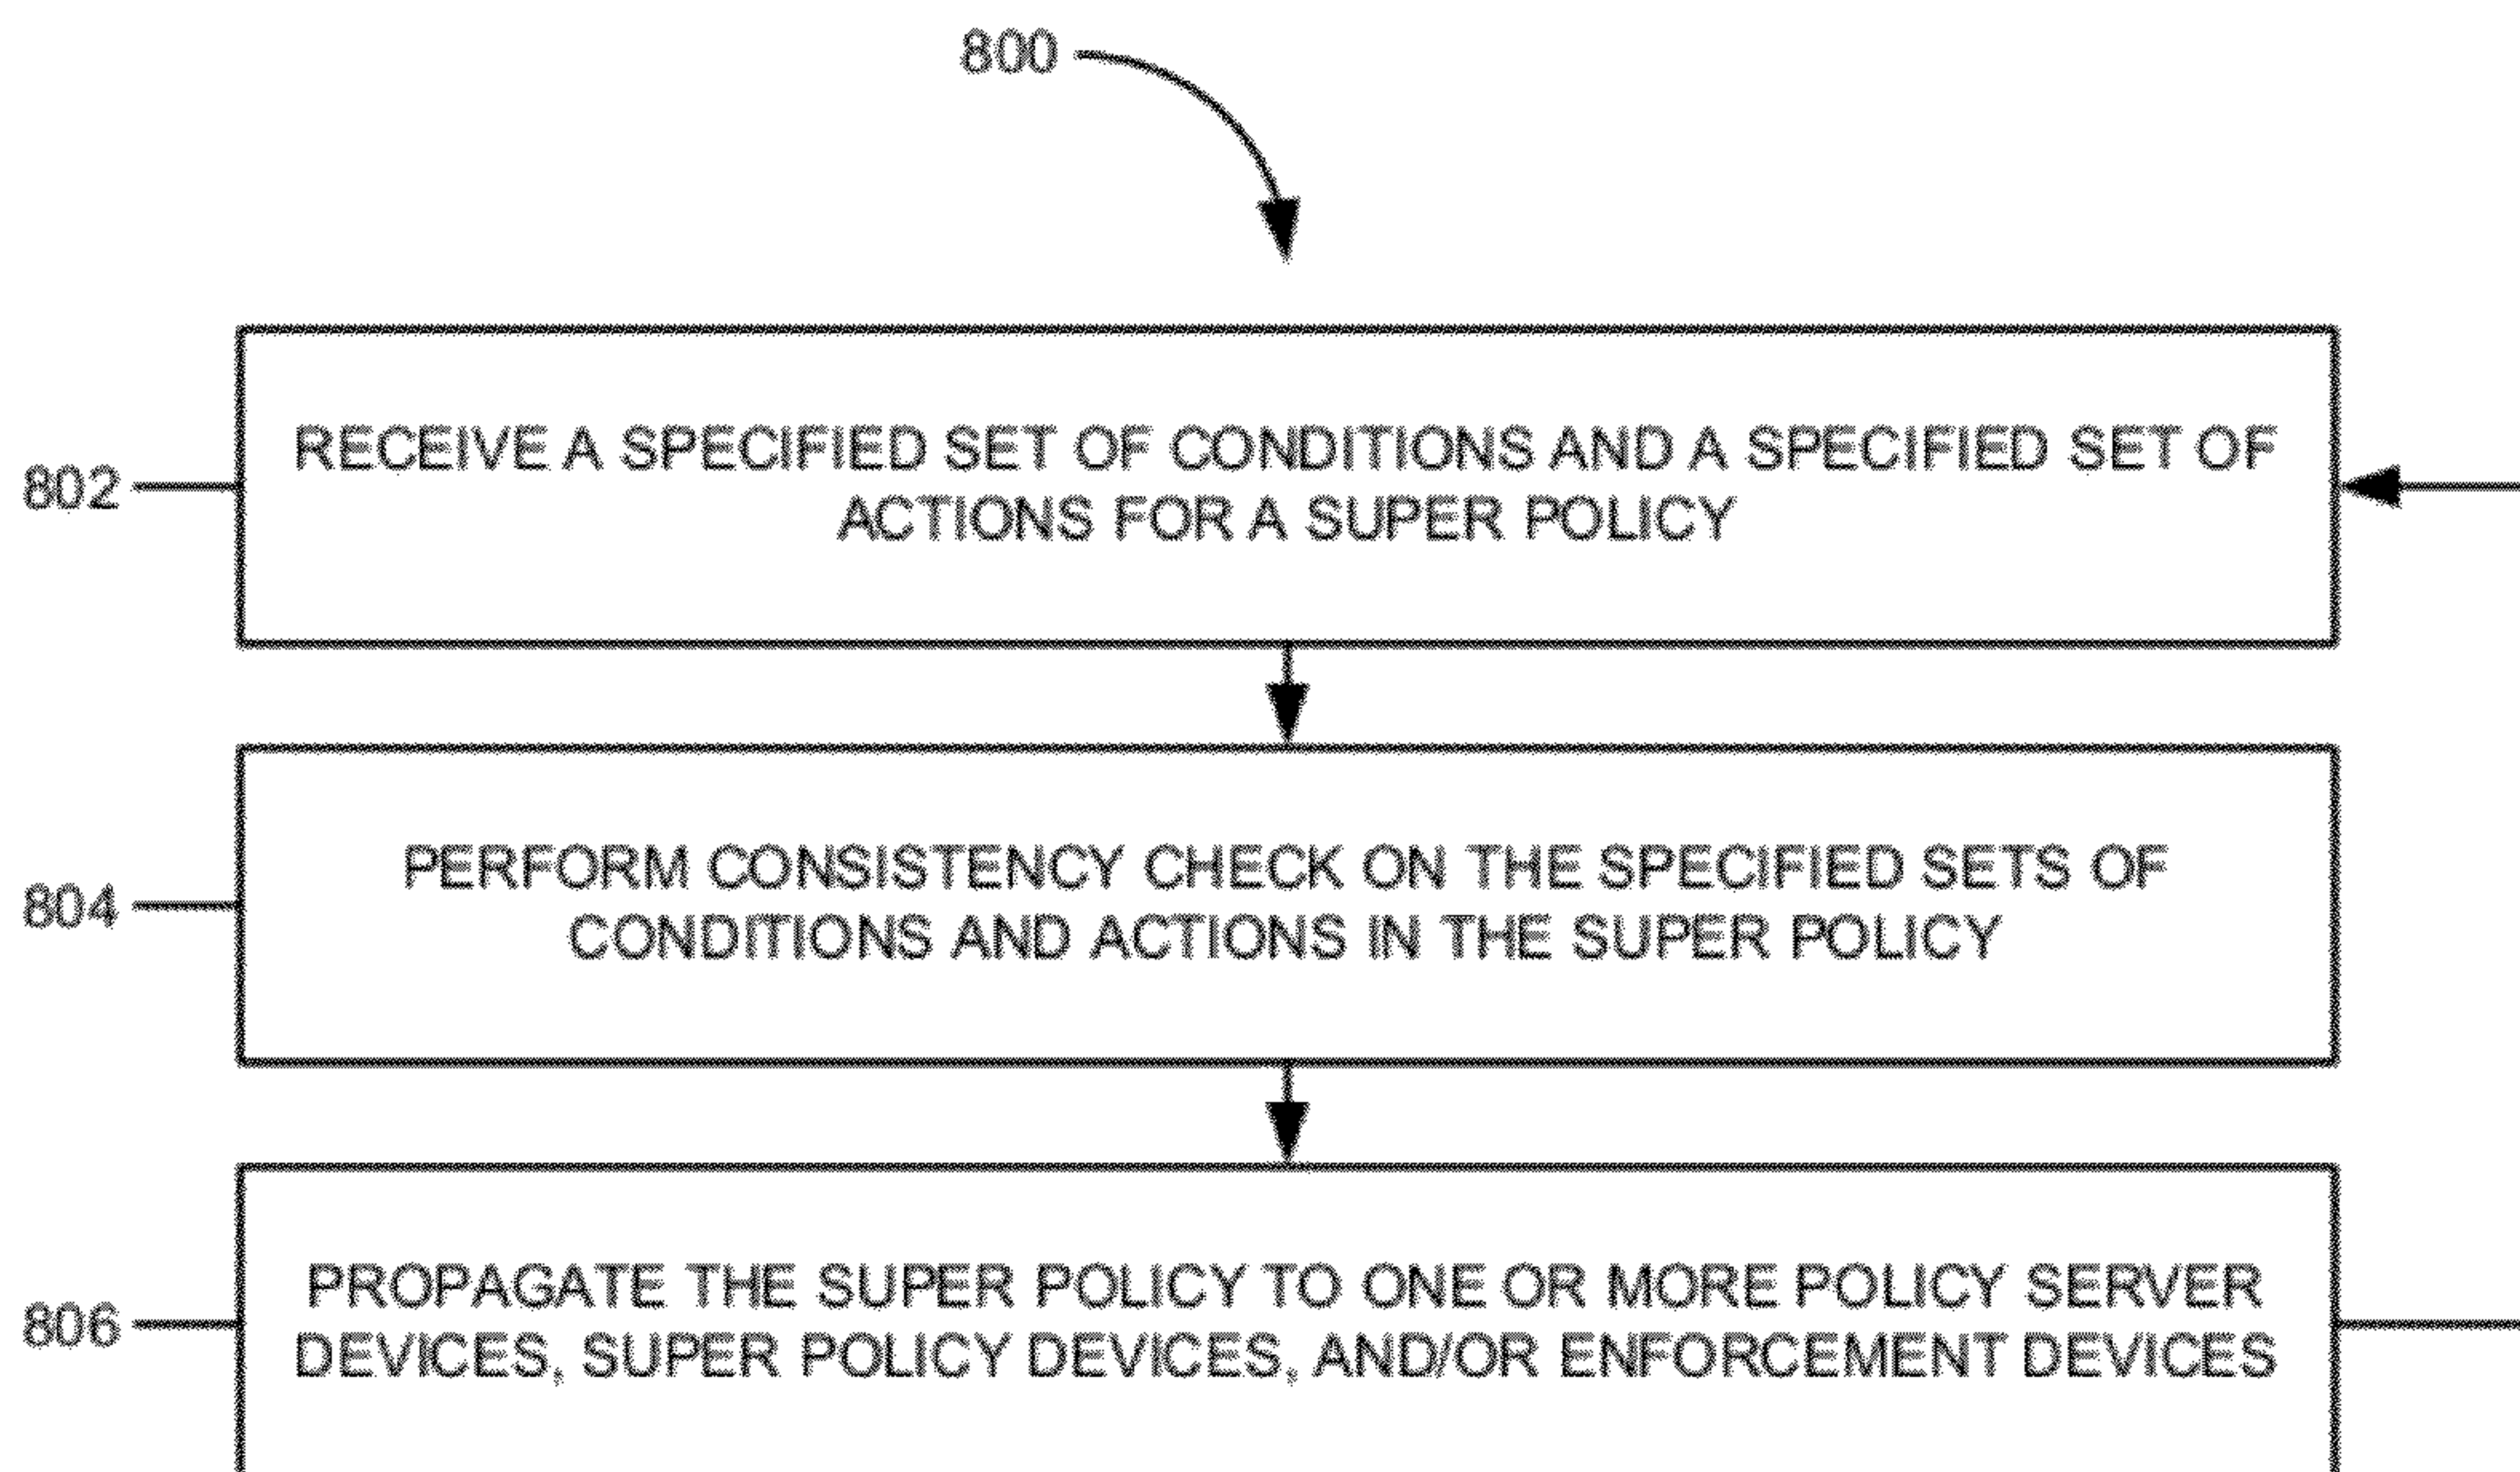 800
802
RECEIVE A SPECIFIED SET OF CONDITIONS AND A SPECIFIED SET OF
ACTIONS FOR A SUPER POLICY
804
PERFORM CONSISTENCY CHECK ON THE SPECIFIED SETS OF
CONDITIONS AND ACTIONS IN THE SUPER POLICY
806
PROPAGATE THE SUPER POLICY TO ONE OR MORE POLICY SERVER
DEVICES, SUPER POLICY DEVICES, AND/OR ENFORCEMENT DEVICES